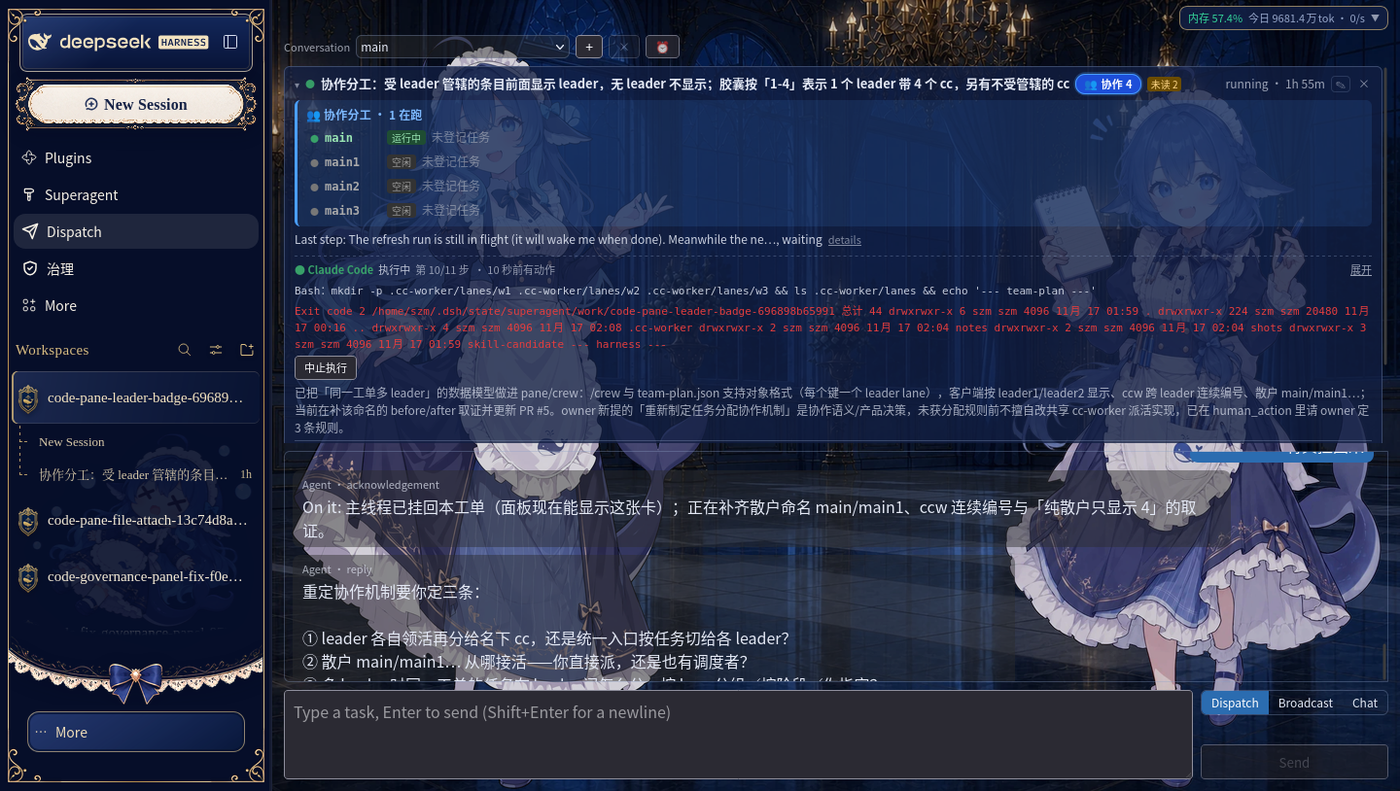 deepseek HARNESS
New Session
Plugins
Superagent
Dispatch
治理
More
Workspaces
code-pane-leader-badge-69689…
New Session
协作分工：受 leader 管辖的条目… 1h
code-pane-file-attach-13c74d8a…
code-governance-panel-fix-f0e…
··· More
内存 57.4% 今日 9681.4万 tok · 0/s ▼
Conversation main + × ⏰
协作分工：受 leader 管辖的条目前面显示 leader，无 leader 不显示；胶囊按「1-4」表示 1 个 leader 带 4 个 cc，另有不受管辖的 cc 👥 协作 4 未读 2 running · 1h 55m ✎ ×
👥 协作分工 · 1 在跑
main 运行中 未登记任务
main1 空闲 未登记任务
main2 空闲 未登记任务
main3 空闲 未登记任务
Last step: The refresh run is still in flight (it will wake me when done). Meanwhile the ne…, waiting details
Claude Code 执行中 第 10/11 步 · 10 秒前有动作 展开
Bash: mkdir -p .cc-worker/lanes/w1 .cc-worker/lanes/w2 .cc-worker/lanes/w3 && ls .cc-worker/lanes && echo '--- team-plan ---'
Exit code 2 /home/szm/.dsh/state/superagent/work/code-pane-leader-badge-696898b65991 总计 44 drwxrwxr-x 6 szm szm 4096 11月 17 01:59 . drwxrwxr-x 224 szm szm 20480 11月
17 00:16 .. drwxrwxr-x 4 szm szm 4096 11月 17 02:08 .cc-worker drwxrwxr-x 2 szm szm 4096 11月 17 02:04 notes drwxrwxr-x 2 szm szm 4096 11月 17 02:04 shots drwxrwxr-x 3
szm szm 4096 11月 17 01:59 skill-candidate --- harness ---
中止执行
已把「同一工单多 leader」的数据模型做进 pane/crew：/crew 与 team-plan.json 支持对象格式（每个键一个 leader lane），客户端按 leader1/leader2 显示、ccw 跨 leader 连续编号、散户 main/main1…；
当前在补该命名的 before/after 取证并更新 PR #5。owner 新提的「重新制定任务分配协作机制」是协作语义/产品决策，未获分配规则前不擅自改共享 cc-worker 派活实现，已在 human_action 里请 owner 定
3 条规则。
Agent · acknowledgement
On it: 主线程已挂回本工单（面板现在能显示这张卡）；正在补齐散户命名 main/main1、ccw 连续编号与「纯散户只显示 4」的取
证。
Agent · reply
重定协作机制要你定三条：
① leader 各自领活再分给名下 cc，还是统一入口按任务切给各 leader？
② 散户 main/main1… 从哪接活——你直接派，还是也有调度者？
Type a task, Enter to send (Shift+Enter for a newline)
Dispatch Broadcast Chat
Send